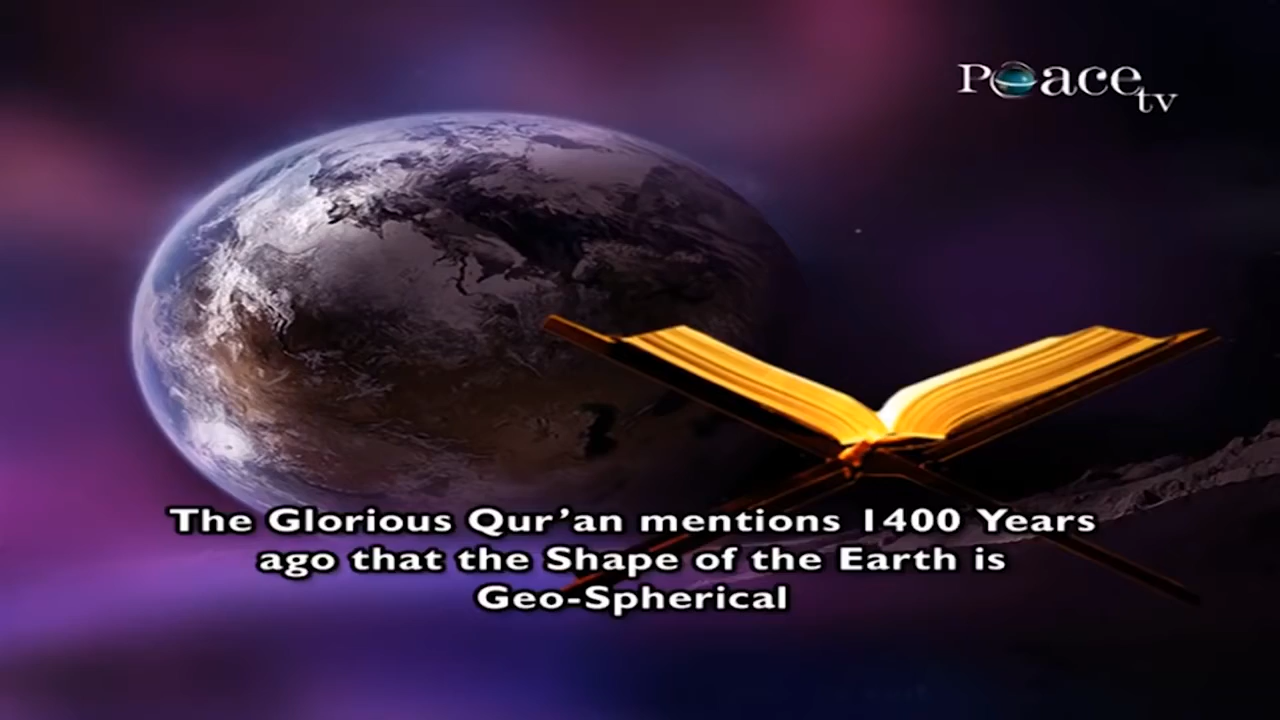 Peace tv
The Glorious Qur’an mentions 1400 Years
ago that the Shape of the Earth is
Geo-Spherical